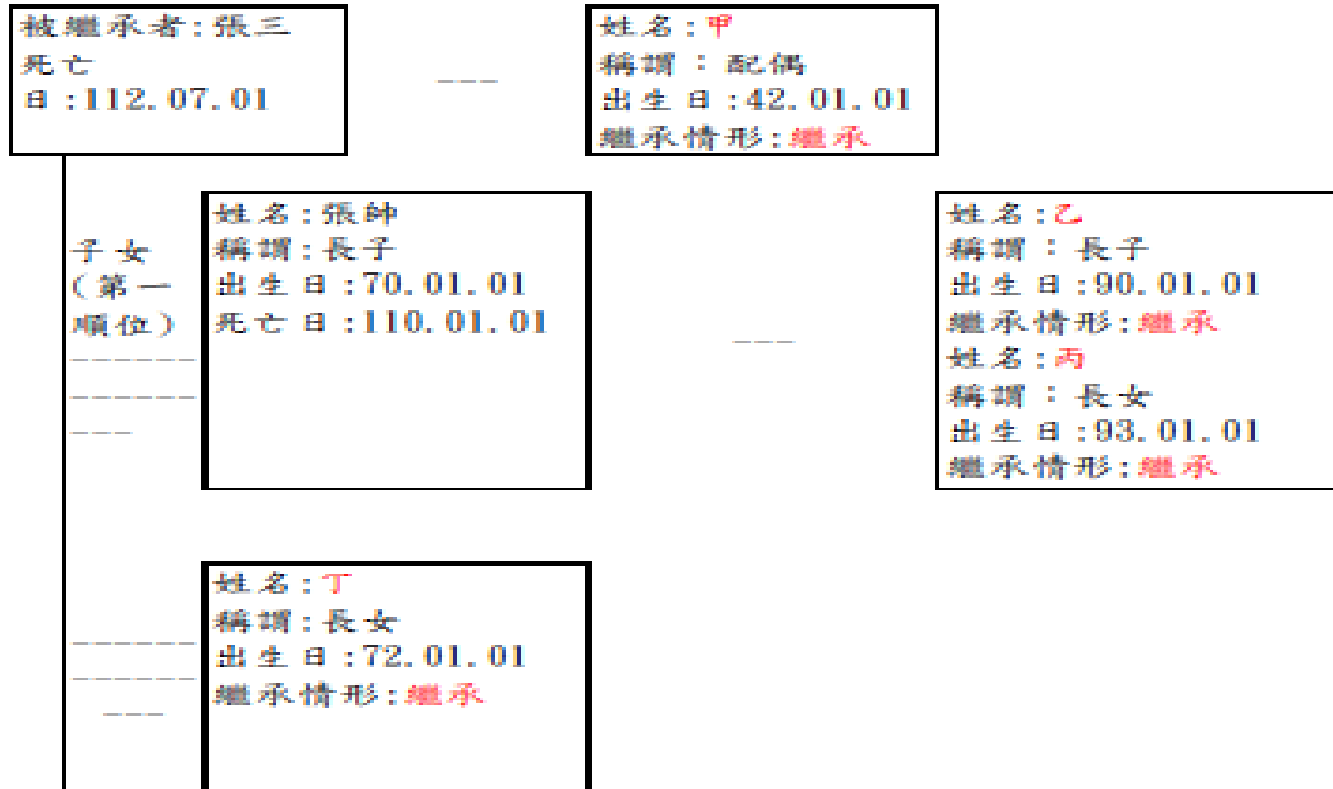 被繼承者:張三
死亡
日:112.07.01
姓名:甲
稱謂：配偶
出生日:42.01.01
繼承情形:繼承
子女
(第一
順位)
姓名:張帥
稱謂:長子
出生日:70.01.01
死亡日:110.01.01
姓名:乙
稱謂：長子
出生日:90.01.01
繼承情形:繼承
姓名:丙
稱謂：長女
出生日:93.01.01
繼承情形:繼承
姓名:丁
稱謂:長女
出生日:72.01.01
繼承情形:繼承